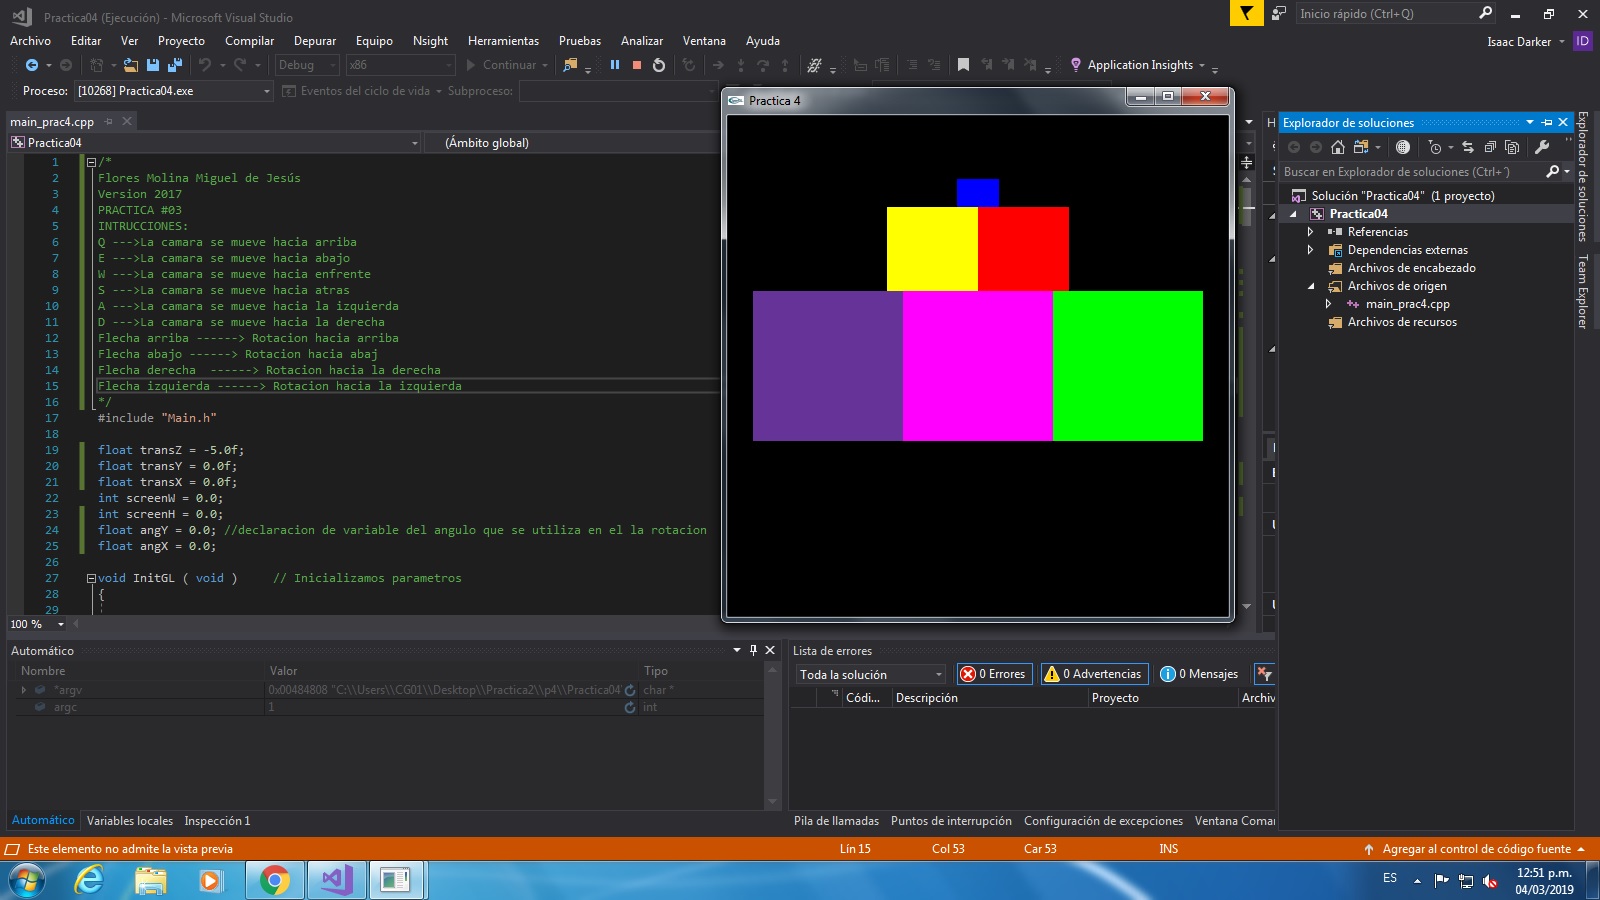 Practica04 (Ejecución) - Microsoft Visual Studio
Inicio rápido (Ctrl+Q)
Archivo Editar Ver Proyecto Compilar Depurar Equipo Nsight Herramientas Pruebas Analizar Ventana Ayuda
Isaac Darker ID
Debug x86 Continuar Application Insights
Proceso: [10268] Practica04.exe Eventos del ciclo de vida Subproceso:
Practica 4
main_prac4.cpp
Practica04 (Ámbito global)
1 /*
2 Flores Molina Miguel de Jesús
3 Version 2017
4 PRACTICA #03
5 INTRUCCIONES:
6 Q --->La camara se mueve hacia arriba
7 E --->La camara se mueve hacia abajo
8 W --->La camara se mueve hacia enfrente
9 S --->La camara se mueve hacia atras
10 A --->La camara se mueve hacia la izquierda
11 D --->La camara se mueve hacia la derecha
12 Flecha arriba ------> Rotacion hacia arriba
13 Flecha abajo ------> Rotacion hacia abaj
14 Flecha derecha  ------> Rotacion hacia la derecha
15 Flecha izquierda ------> Rotacion hacia la izquierda
16 */
17 #include "Main.h"
18
19 float transZ = -5.0f;
20 float transY = 0.0f;
21 float transX = 0.0f;
22 int screenW = 0.0;
23 int screenH = 0.0;
24 float angY = 0.0; //declaracion de variable del angulo que se utiliza en el la rotacion
25 float angX = 0.0;
26
27 void InitGL ( void )     // Inicializamos parametros
28 {
29
100 %
Explorador de soluciones
Buscar en Explorador de soluciones (Ctrl+´)
Solución "Practica04" (1 proyecto)
Practica04
Referencias
Dependencias externas
Archivos de encabezado
Archivos de origen
main_prac4.cpp
Archivos de recursos
Explorador de soluciones
Team Explorer
Automático
Nombre Valor Tipo
*argv 0x00484808 "C:\\Users\\CG01\\Desktop\\Practica2\\p4\\Practica04 char *
argc 1 int
Automático Variables locales Inspección 1
Lista de errores
Toda la solución 0 Errores 0 Advertencias 0 Mensajes
Códi... Descripción Proyecto Archiv
Pila de llamadas Puntos de interrupción Configuración de excepciones Ventana Coma
Este elemento no admite la vista previa Lín 15 Col 53 Car 53 INS Agregar al control de código fuente
ES 12:51 p.m.
04/03/2019